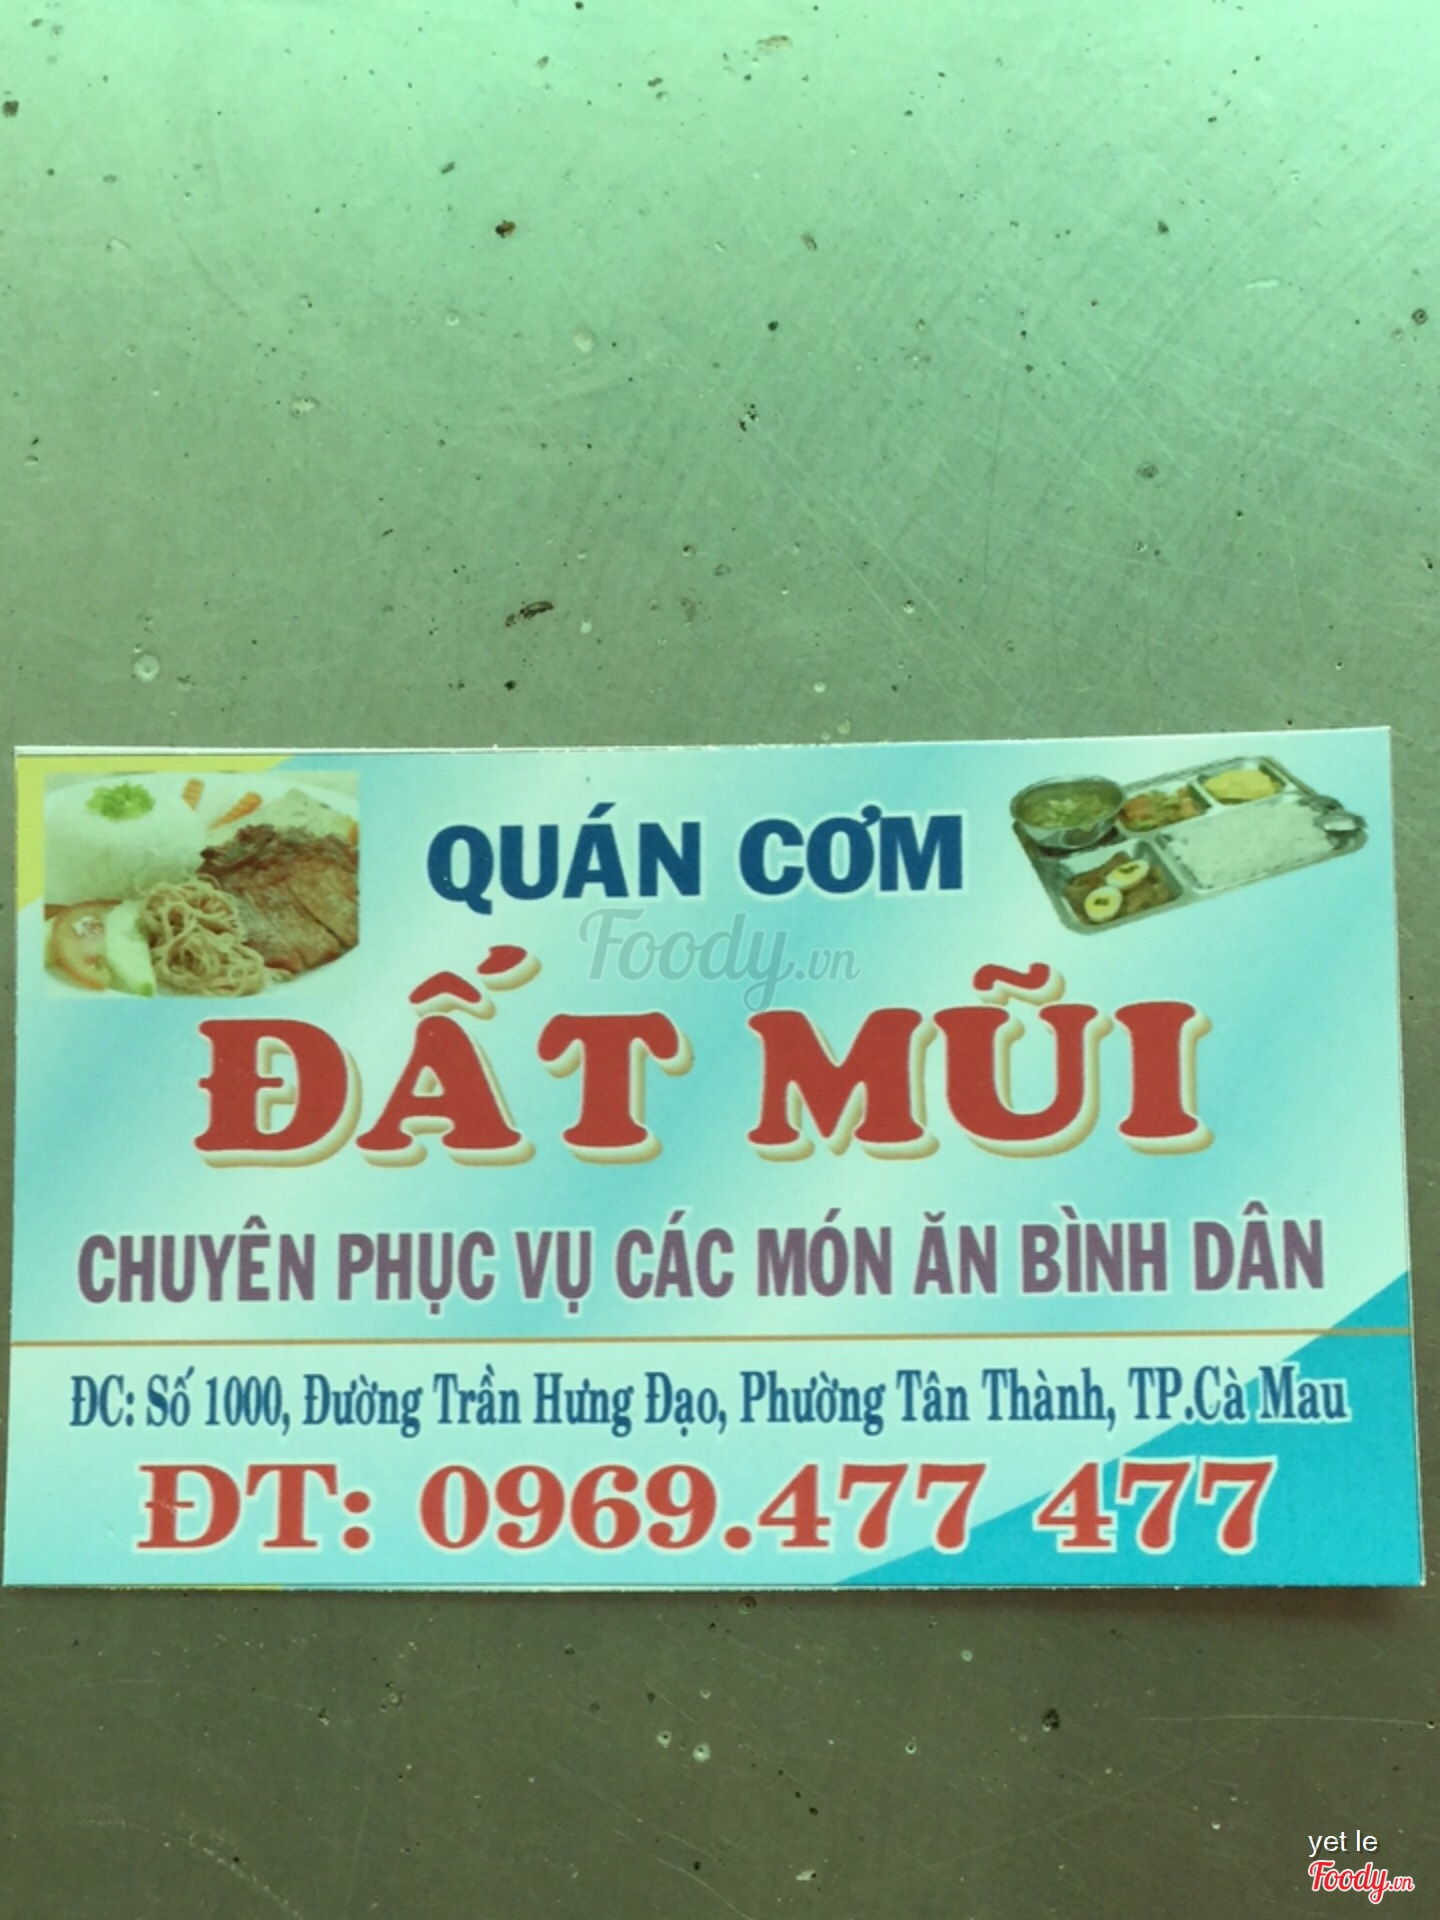 QUÁN CƠM
Foody.vn
ĐẤT MŨI
CHUYÊN PHỤC VỤ CÁC MÓN ĂN BÌNH DÂN
ĐC: Số 1000, Đường Trần Hưng Đạo, Phường Tân Thành, TP.Cà Mau
ĐT: 0969.477 477
yet le
Foody.vn